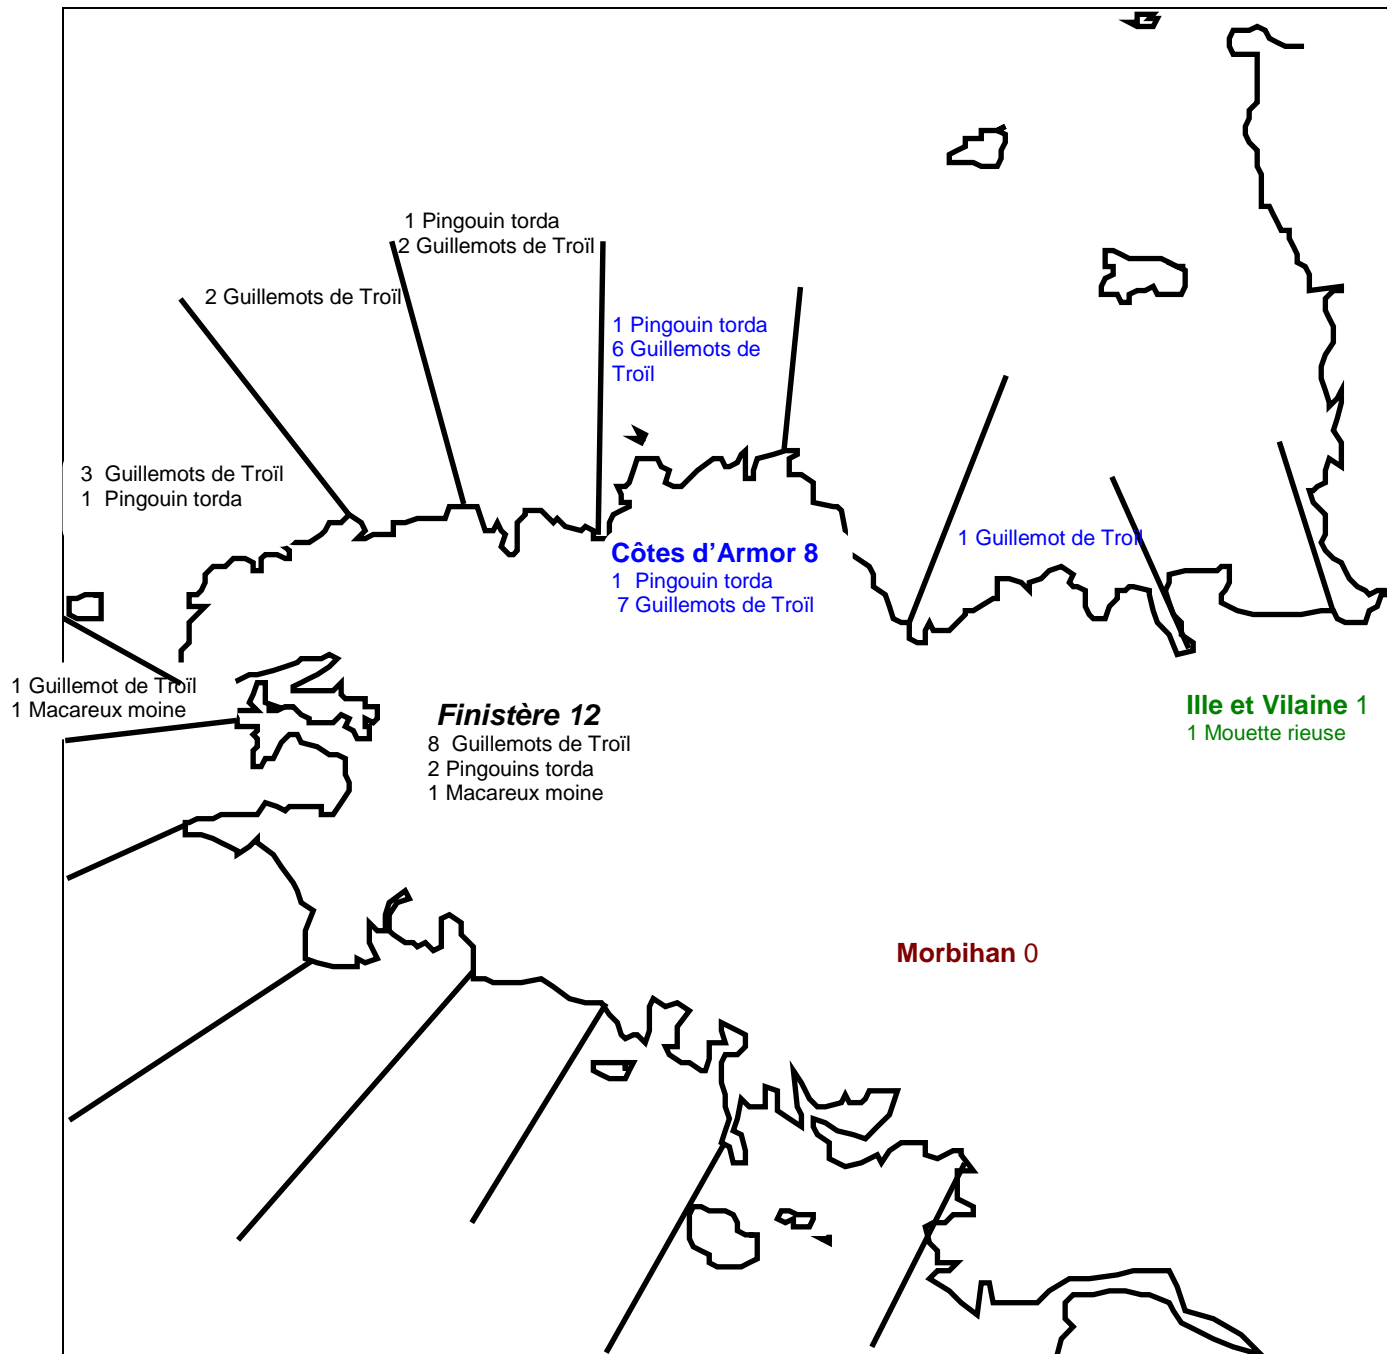 1 Pingouin torda
2 Guillemots de Troïl
2 Guillemots de Troïl
1 Pingouin torda
6 Guillemots de
Troïl
3 Guillemots de Troïl
1 Pingouin torda
Côtes d'Armor 8
1 Pingouin torda
7 Guillemots de Troïl
1 Guillemot de Troïl
1 Guillemot de Troïl
1 Macareux moine
Finistère 12
8 Guillemots de Troïl
2 Pingouins torda
1 Macareux moine
Ille et Vilaine 1
1 Mouette rieuse
Morbihan 0